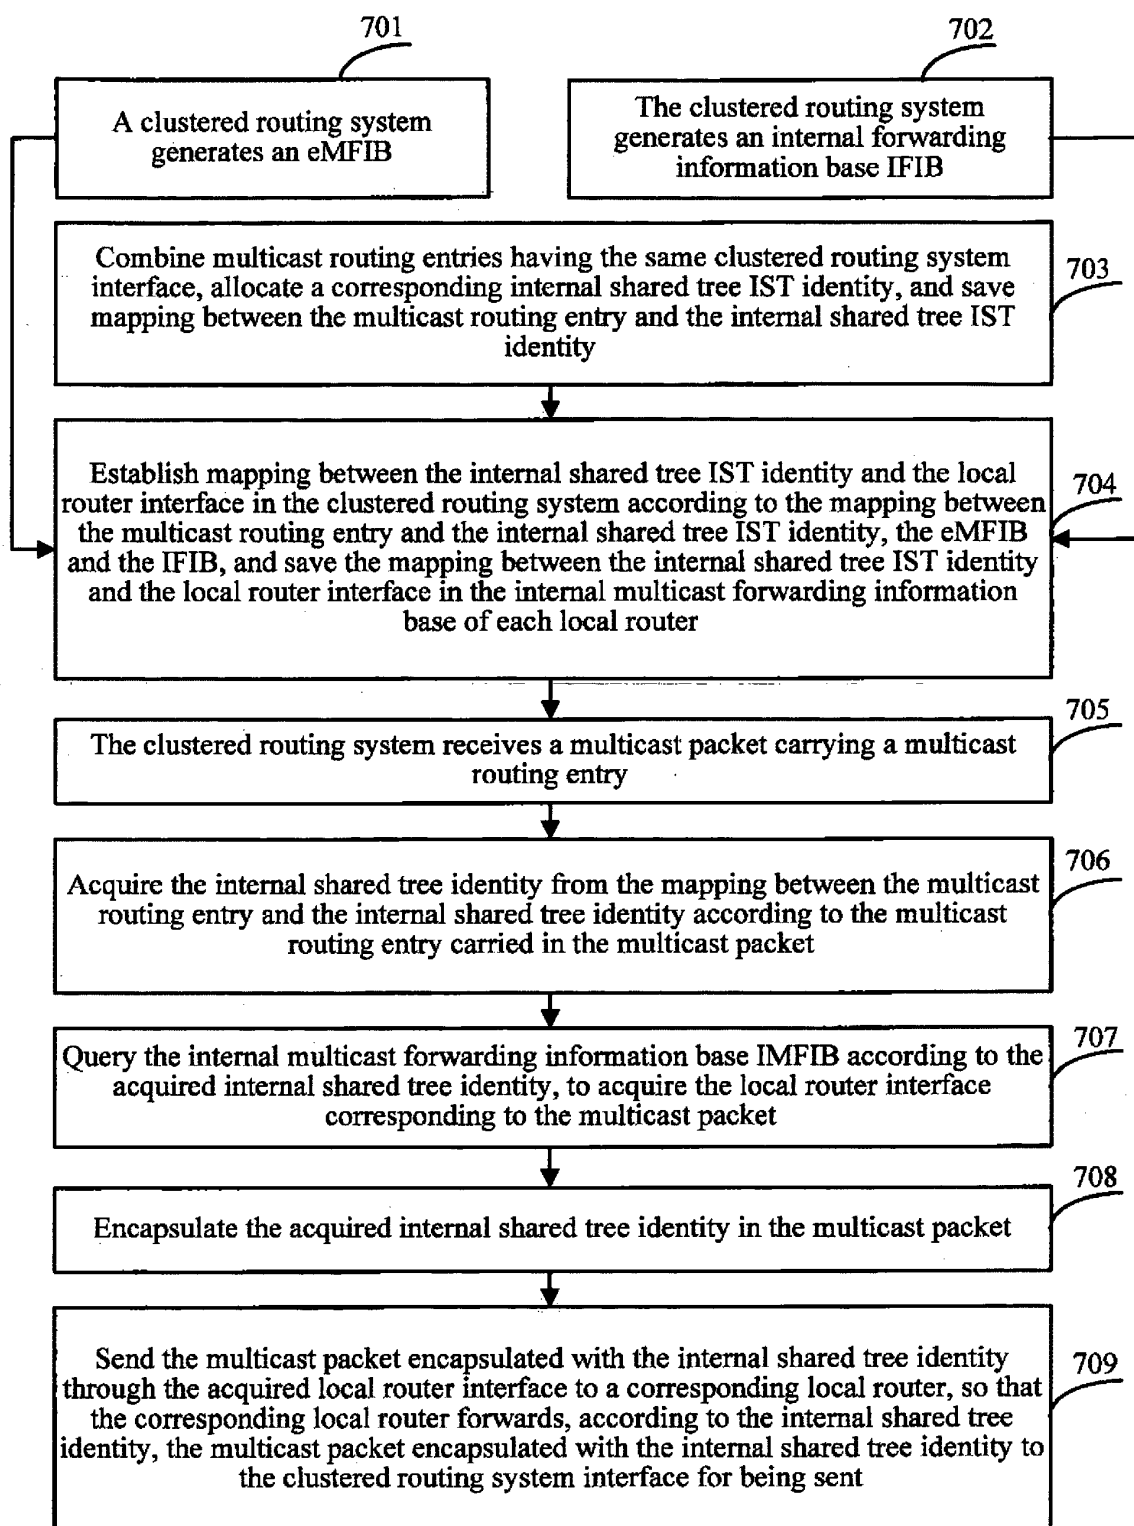 701
702
A clustered routing system
generates an eMFIB
The clustered routing system
generates an internal forwarding
information base IFIB
Combine multicast routing entries having the same clustered routing system
interface, allocate a corresponding internal shared tree IST identity, and save
mapping between the multicast routing entry and the internal shared tree IST
identity
703
Establish mapping between the internal shared tree IST identity and the local
router interface in the clustered routing system according to the mapping between
the multicast routing entry and the internal shared tree IST identity, the eMFIB
and the IFIB, and save the mapping between the internal shared tree IST identity
and the local router interface in the internal multicast forwarding information
base of each local router
704
The clustered routing system receives a multicast packet carrying a multicast
routing entry
705
Acquire the internal shared tree identity from the mapping between the multicast
routing entry and the internal shared tree identity according to the multicast
routing entry carried in the multicast packet
706
Query the internal multicast forwarding information base IMFIB according to the
acquired internal shared tree identity, to acquire the local router interface
corresponding to the multicast packet
707
Encapsulate the acquired internal shared tree identity in the multicast packet
708
Send the multicast packet encapsulated with the internal shared tree identity
through the acquired local router interface to a corresponding local router, so that
the corresponding local router forwards, according to the internal shared tree
identity, the multicast packet encapsulated with the internal shared tree identity to
the clustered routing system interface for being sent
709